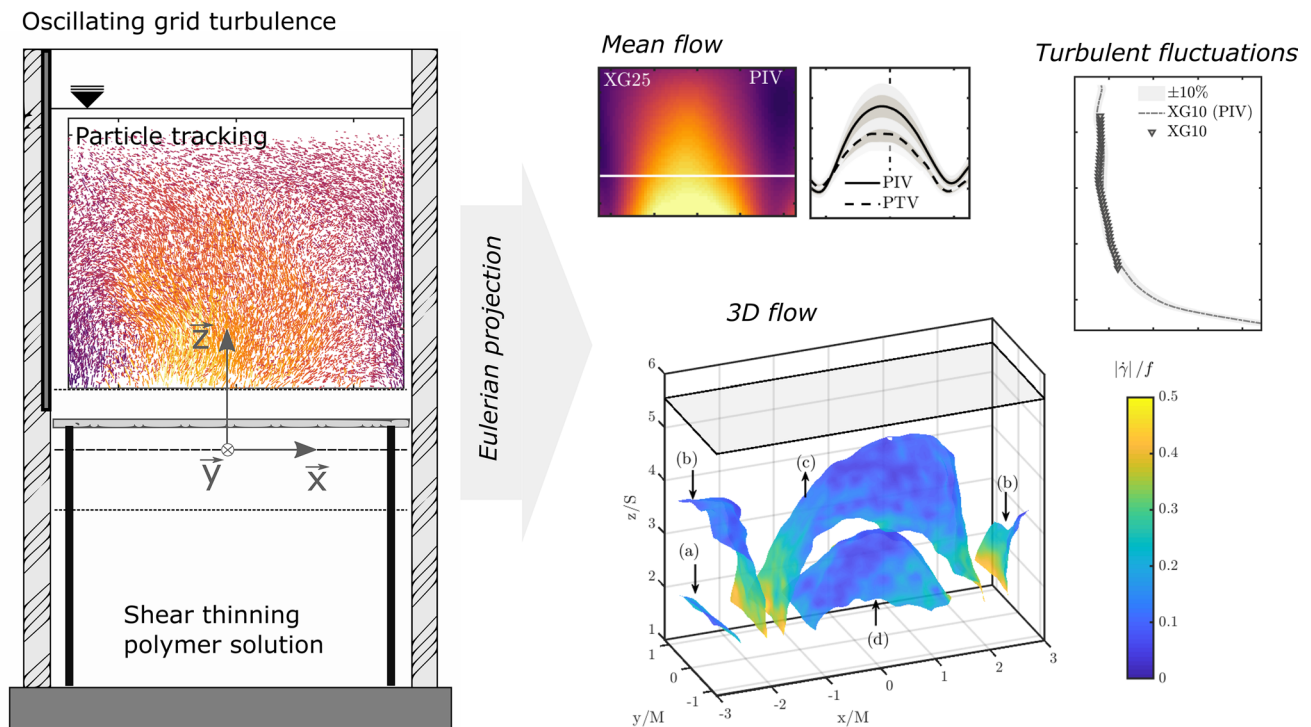 Oscillating grid turbulence
Particle tracking
z
y
x
Shear thinning
polymer solution
Eulerian projection
Mean flow
XG25
PIV
PIV
PTV
Turbulent fluctuations
±10%
XG10 (PIV)
XG10
3D flow
6
5
4
3
2
1
z/S
(a)
(b)
(c)
(b)
(d)
1
0
-1
y/M
-3
-2
-1
0
1
2
3
x/M
|γ̇|/f
0.5
0.4
0.3
0.2
0.1
0